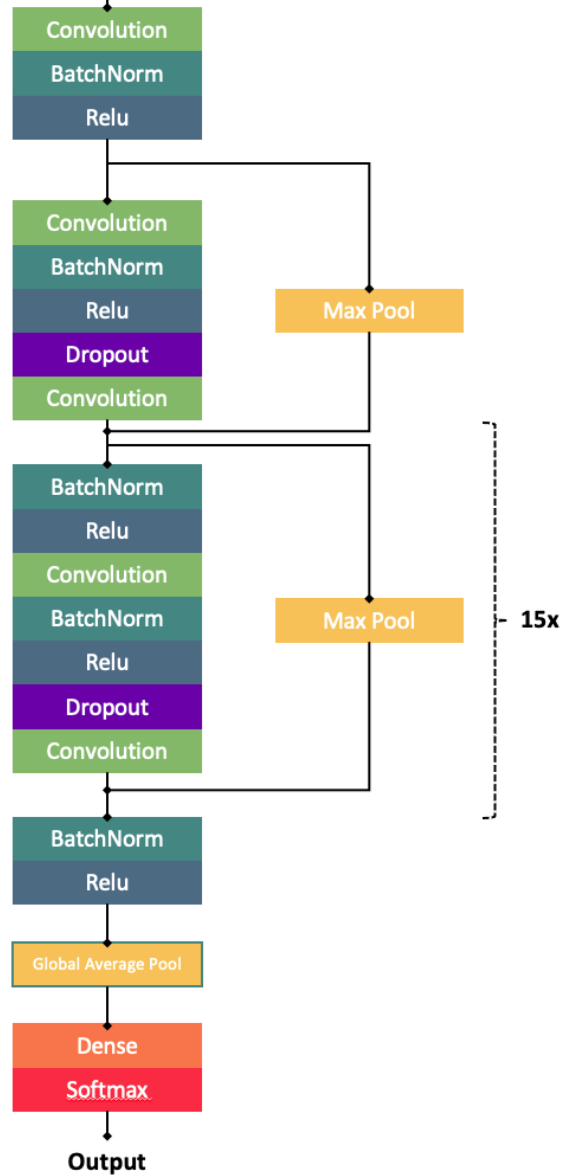 Convolution
BatchNorm
Relu
Convolution
BatchNorm
Relu
Dropout
Convolution
Max Pool
BatchNorm
Relu
Convolution
BatchNorm
Relu
Dropout
Convolution
Max Pool
15x
BatchNorm
Relu
Global Average Pool
Dense
Softmax
Output